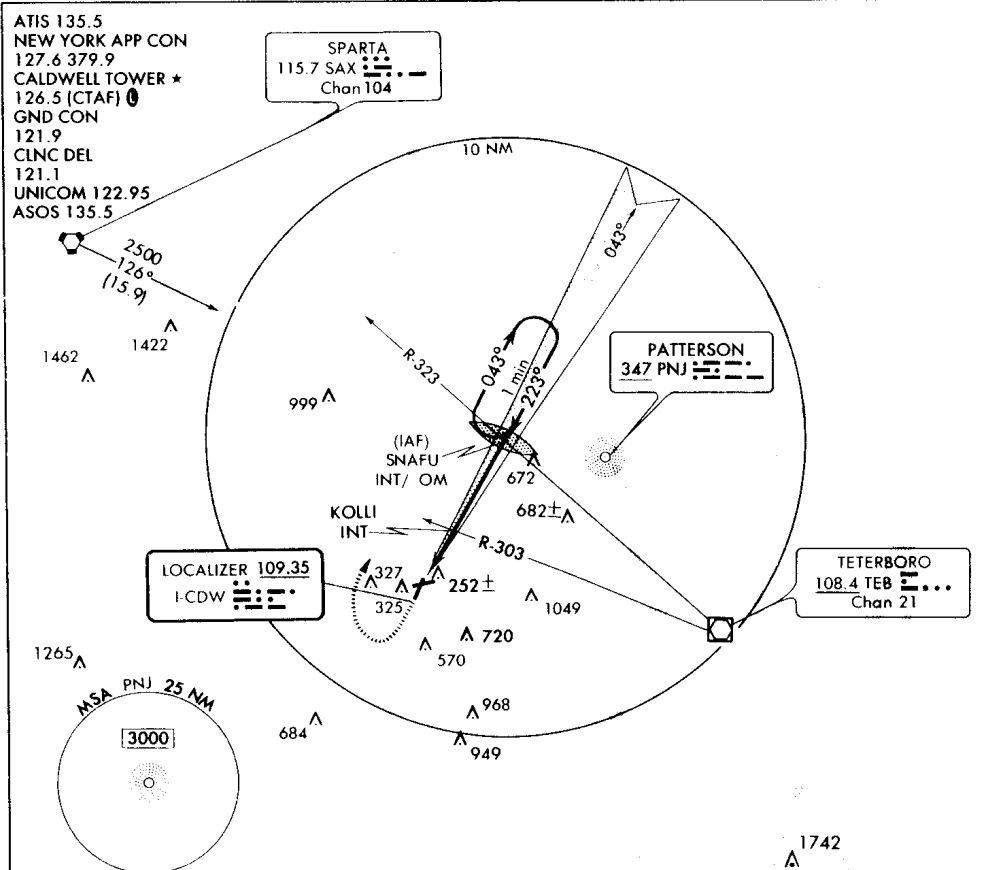 ATIS 135.5
NEW YORK APP CON
127.6 379.9
CALDWELL TOWER ★
126.5 (CTAF) Ⓛ
GND CON
121.9
CLNC DEL
121.1
UNICOM 122.95
ASOS 135.5
SPARTA
115.7 SAX
Chan 104
10 NM
2500
126°
(15.9)
043°
1422
1462
R-323
043°
1 min
223°
PATTERSON
347 PNJ
999
(IAF)
SNAFU
INT/ OM
672
682±
KOLLI
INT
R-303
LOCALIZER 109.35
I-CDW
327
325
252±
1049
TETERBORO
108.4 TEB
Chan 21
720
570
1265
MSA PNJ 25 NM
3000
684
968
949
1742